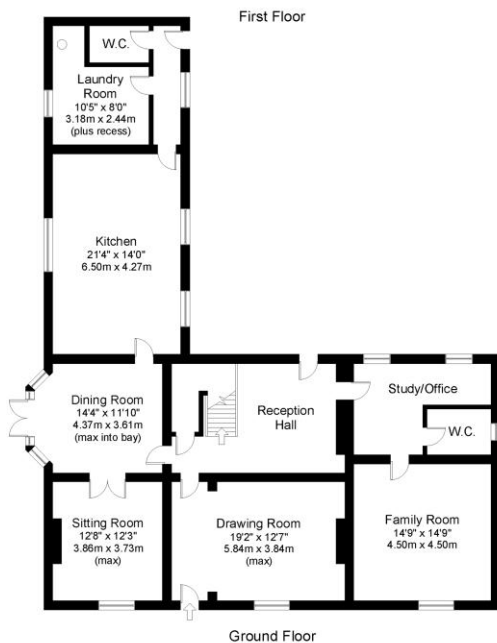 First Floor
W.C.
Laundry
Room
10'5" x 8'0"
3.18m x 2.44m
(plus recess)
Kitchen
21'4" x 14'0"
6.50m x 4.27m
Dining Room
14'4" x 11'10"
4.37m x 3.61m
(max into bay)
Reception
Hall
Study/Office
W.C.
Sitting Room
12'8" x 12'3"
3.86m x 3.73m
(max)
Drawing Room
19'2" x 12'7"
5.84m x 3.84m
(max)
Family Room
14'9" x 14'9"
4.50m x 4.50m
Ground Floor